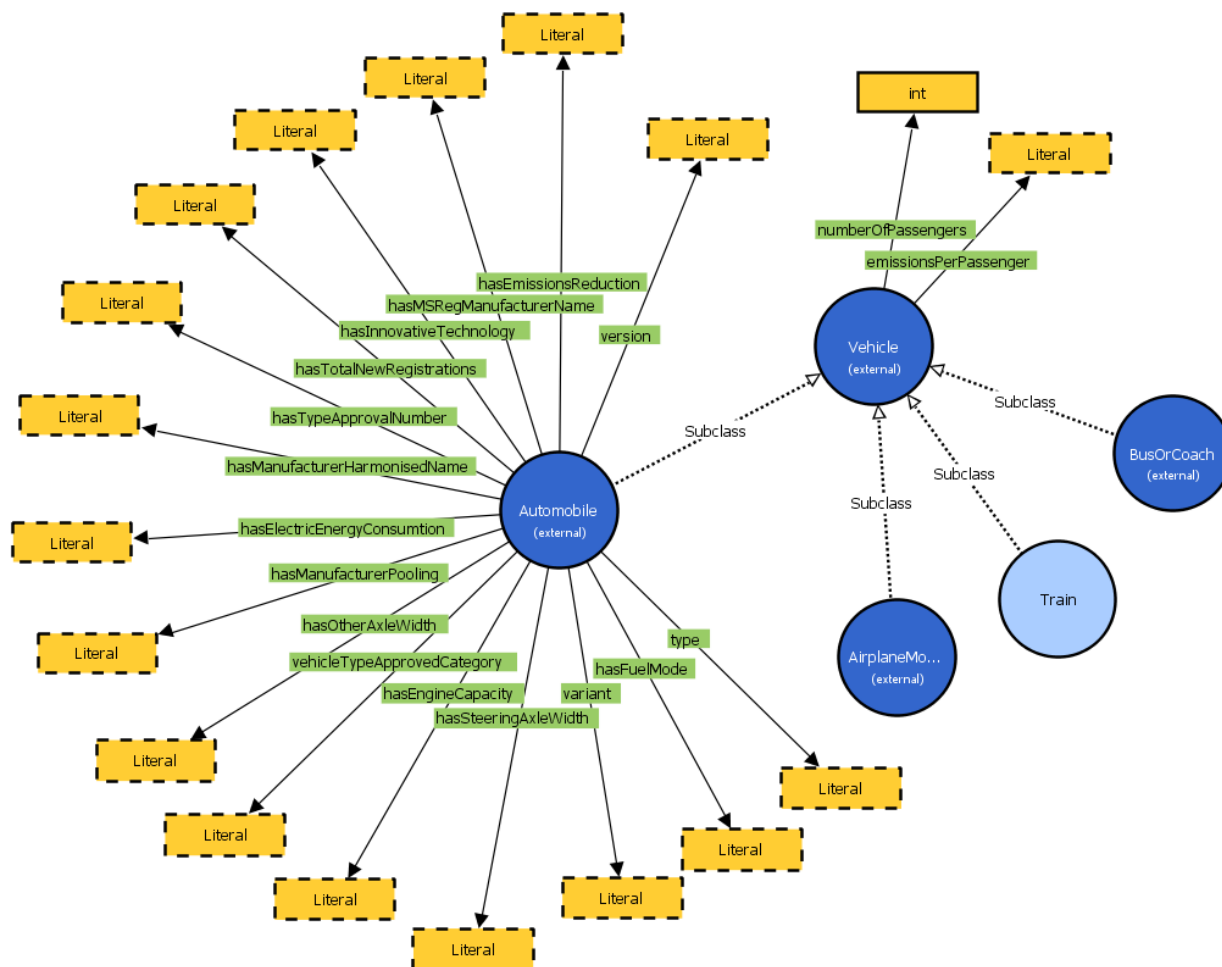 Literal
Literal
int
Literal
Literal
Literal
Literal
numberOfPassengers
emissionsPerPassenger
hasEmissionsReduction
Literal
hasMSRegManufacturerName
hasInnovativeTechnology
version
Vehicle
(external)
hasTotalNewRegistrations
Literal
hasTypeApprovalNumber
Subclass
Subclass
BusOrCoach
(external)
hasManufacturerHarmonisedName
Subclass
Subclass
Automobile
(external)
hasElectricEnergyConsumtion
Literal
hasManufacturerPooling
Train
hasOtherAxleWidth
type
Literal
vehicleTypeApprovedCategory
hasFuelMode
AirplaneMo...
(external)
hasEngineCapacity
variant
hasSteeringAxleWidth
Literal
Literal
Literal
Literal
Literal
Literal
Literal